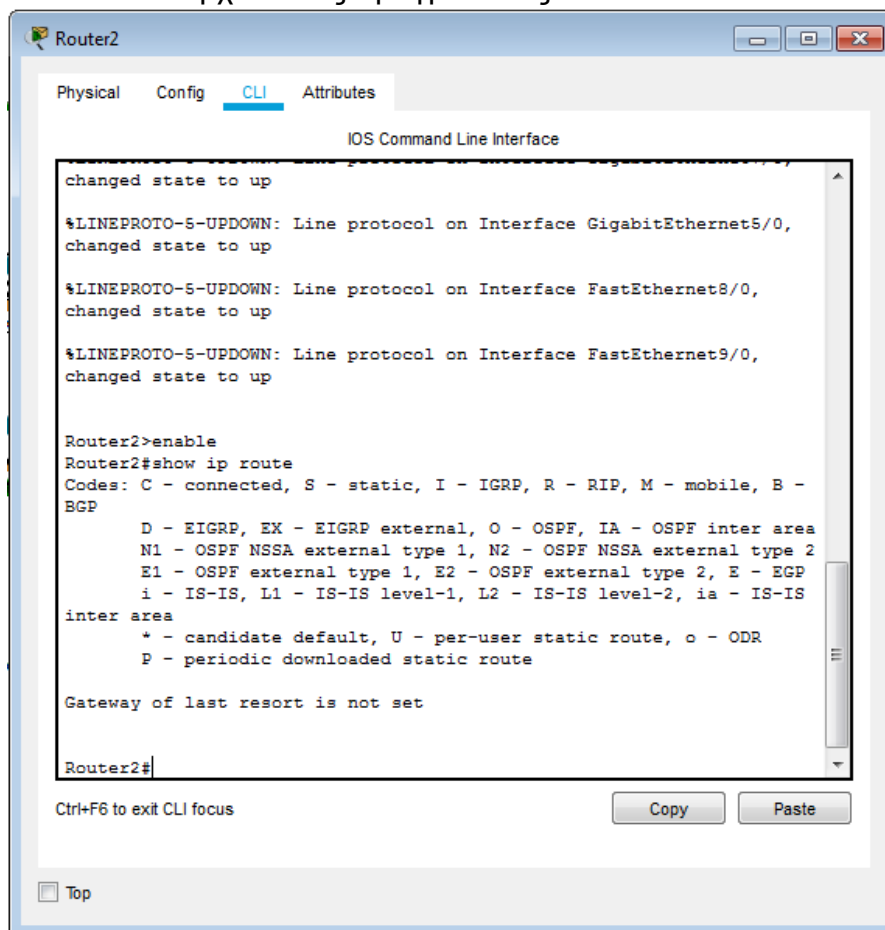 Router2
Physical Config CLI Attributes
IOS Command Line Interface
changed state to up
%LINEPROTO-5-UPDOWN: Line protocol on Interface GigabitEthernet5/0,
changed state to up
%LINEPROTO-5-UPDOWN: Line protocol on Interface FastEthernet8/0,
changed state to up
%LINEPROTO-5-UPDOWN: Line protocol on Interface FastEthernet9/0,
changed state to up
Router2>enable
Router2#show ip route
Codes: C - connected, S - static, I - IGRP, R - RIP, M - mobile, B -
BGP
D - EIGRP, EX - EIGRP external, O - OSPF, IA - OSPF inter area
N1 - OSPF NSSA external type 1, N2 - OSPF NSSA external type 2
E1 - OSPF external type 1, E2 - OSPF external type 2, E - EGP
i - IS-IS, L1 - IS-IS level-1, L2 - IS-IS level-2, ia - IS-IS
inter area
* - candidate default, U - per-user static route, o - ODR
P - periodic downloaded static route
Gateway of last resort is not set
Router2#
Ctrl+F6 to exit CLI focus
Copy Paste
Top